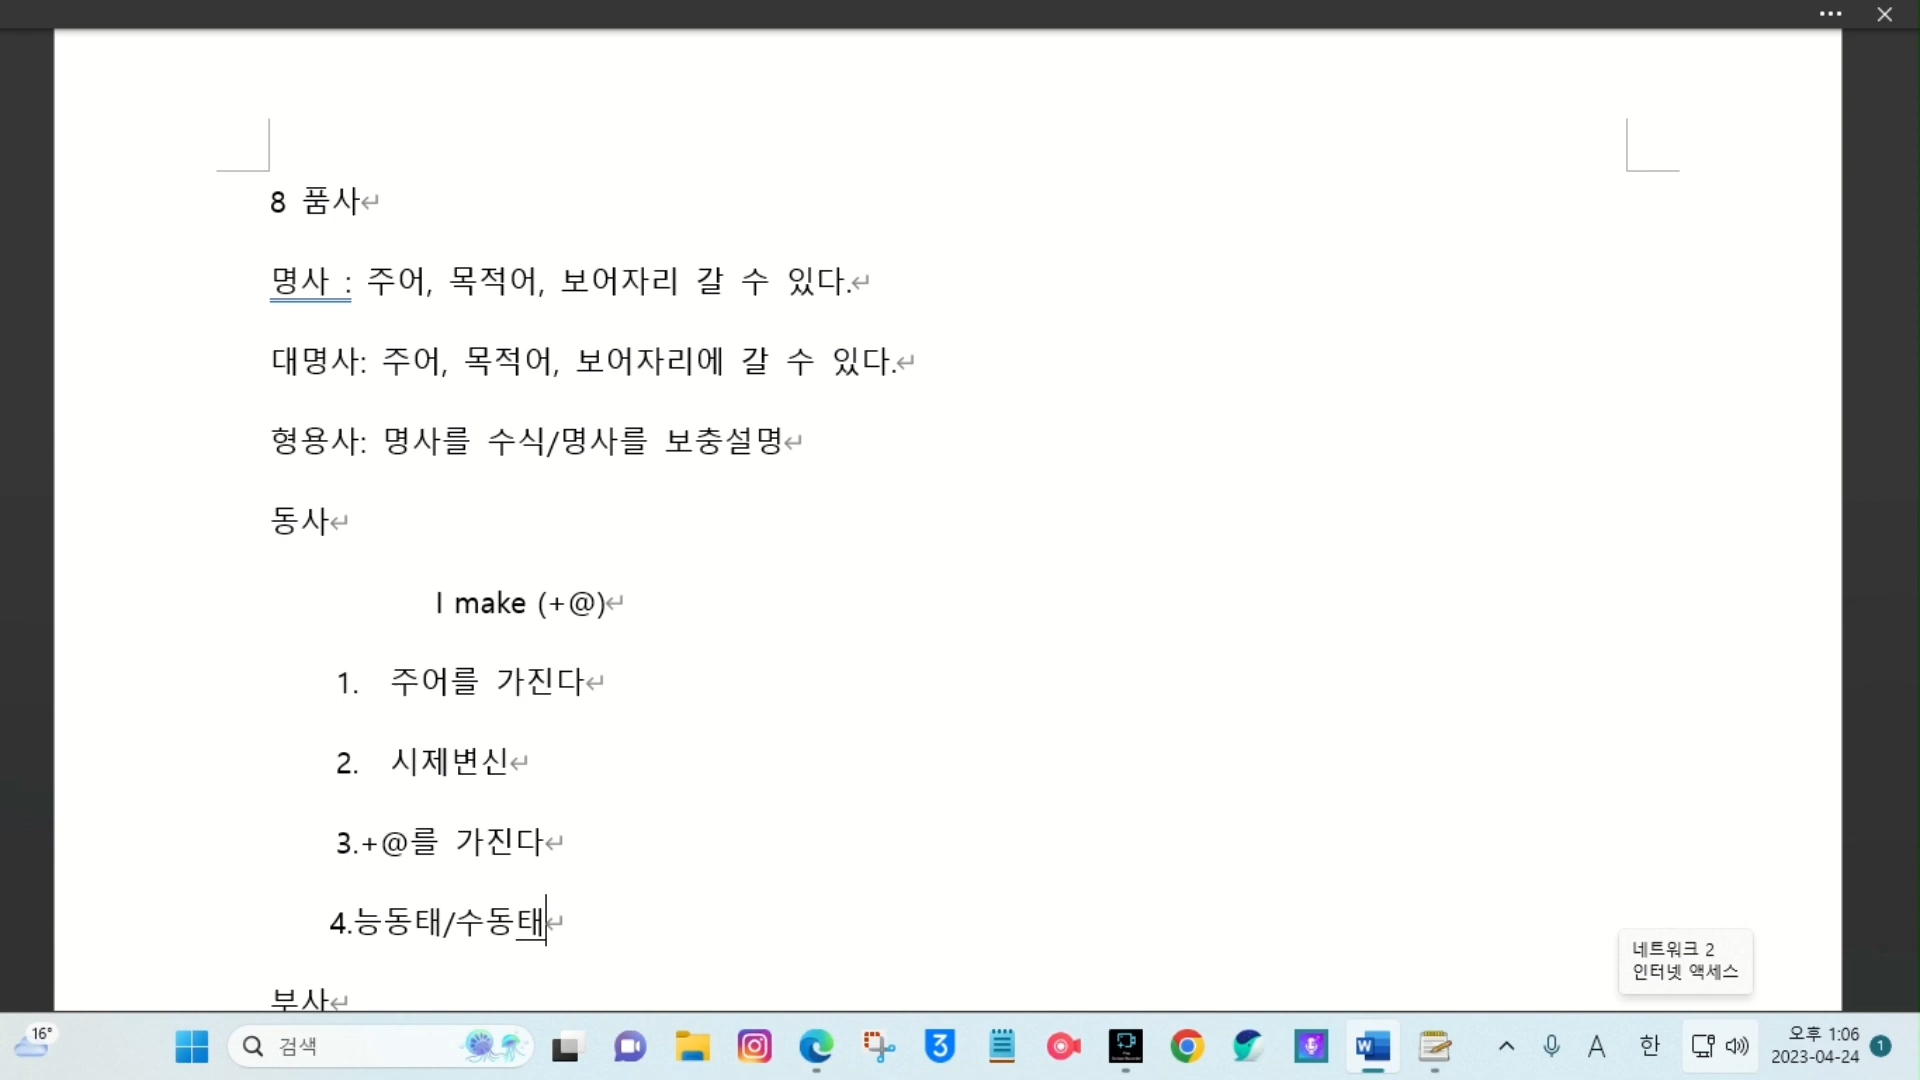 8 품사
명사 : 주어, 목적어, 보어자리 갈 수 있다.
대명사: 주어, 목적어, 보어자리에 갈 수 있다.
형용사: 명사를 수식/명사를 보충설명
동사
I make (+@)
1. 주어를 가진다
2. 시제변신
3.+@를 가진다
4.능동태/수동태
부사
네트워크 2
인터넷 액세스
16°
검색
3
W
A
한
오후 1:06
2023-04-24
1